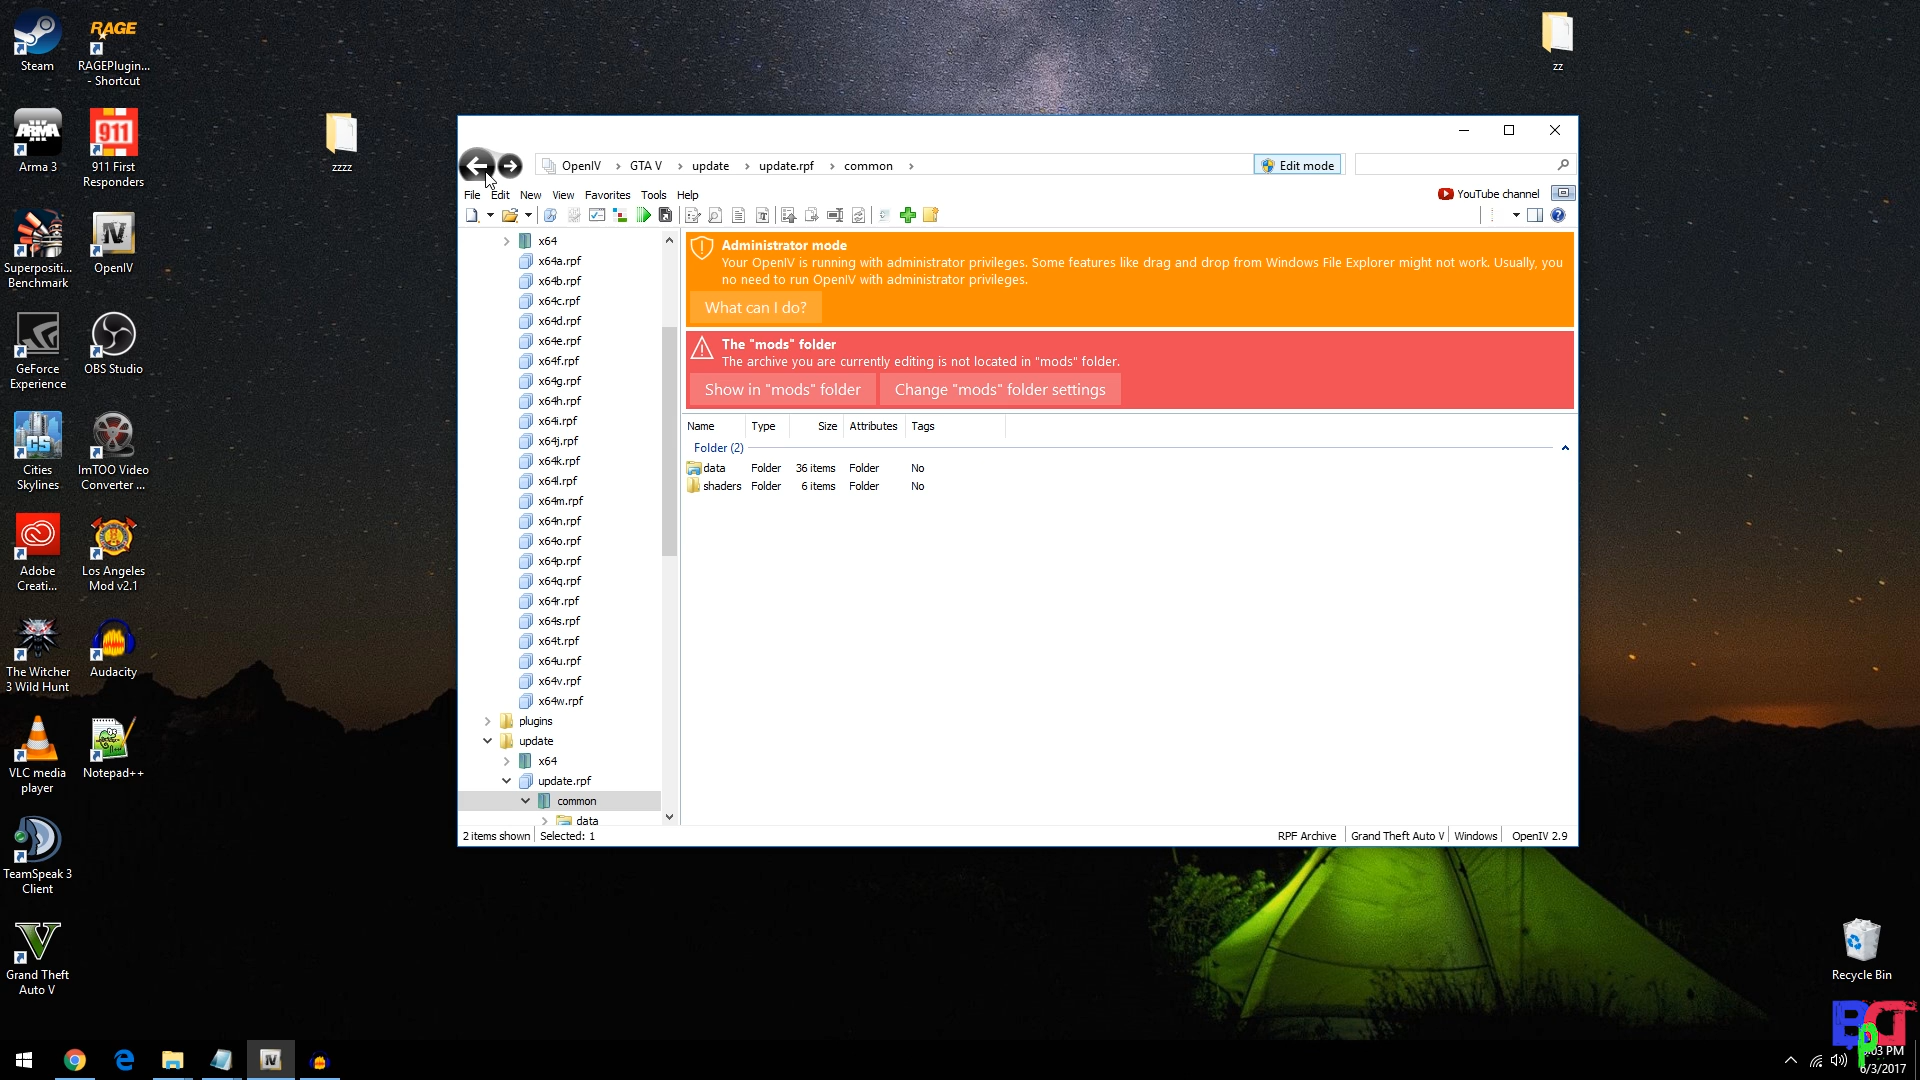 Steam
RAGE
RAGEPlugin...
- Shortcut
zz
ARMA
Arma 3
911
911 First
Responders
zzzz
Superpositi...
Benchmark
IV
OpenIV
GeForce
Experience
OBS Studio
CS
Cities
Skylines
ImTOO Video
Converter ...
Adobe
Creati...
Los Angeles
Mod v2.1
The Witcher
3 Wild Hunt
Audacity
VLC media
player
Notepad++
TeamSpeak 3
Client
Grand Theft
Auto V
OpenIV
GTA V
update
update.rpf
common
Edit mode
File Edit New View Favorites Tools Help
YouTube channel
x64
x64a.rpf
x64b.rpf
x64c.rpf
x64d.rpf
x64e.rpf
x64f.rpf
x64g.rpf
x64h.rpf
x64i.rpf
x64j.rpf
x64k.rpf
x64l.rpf
x64m.rpf
x64n.rpf
x64o.rpf
x64p.rpf
x64q.rpf
x64r.rpf
x64s.rpf
x64t.rpf
x64u.rpf
x64v.rpf
x64w.rpf
plugins
update
x64
update.rpf
common
data
Administrator mode
Your OpenIV is running with administrator privileges. Some features like drag and drop from Windows File Explorer might not work. Usually, you
no need to run OpenIV with administrator privileges.
What can I do?
The "mods" folder
The archive you are currently editing is not located in "mods" folder.
Show in "mods" folder
Change "mods" folder settings
Name Type Size Attributes Tags
Folder (2)
data Folder 36 items Folder No
shaders Folder 6 items Folder No
2 items shown Selected: 1
RPF Archive Grand Theft Auto V Windows OpenIV 2.9
Recycle Bin
IV
03 PM
6/3/2017